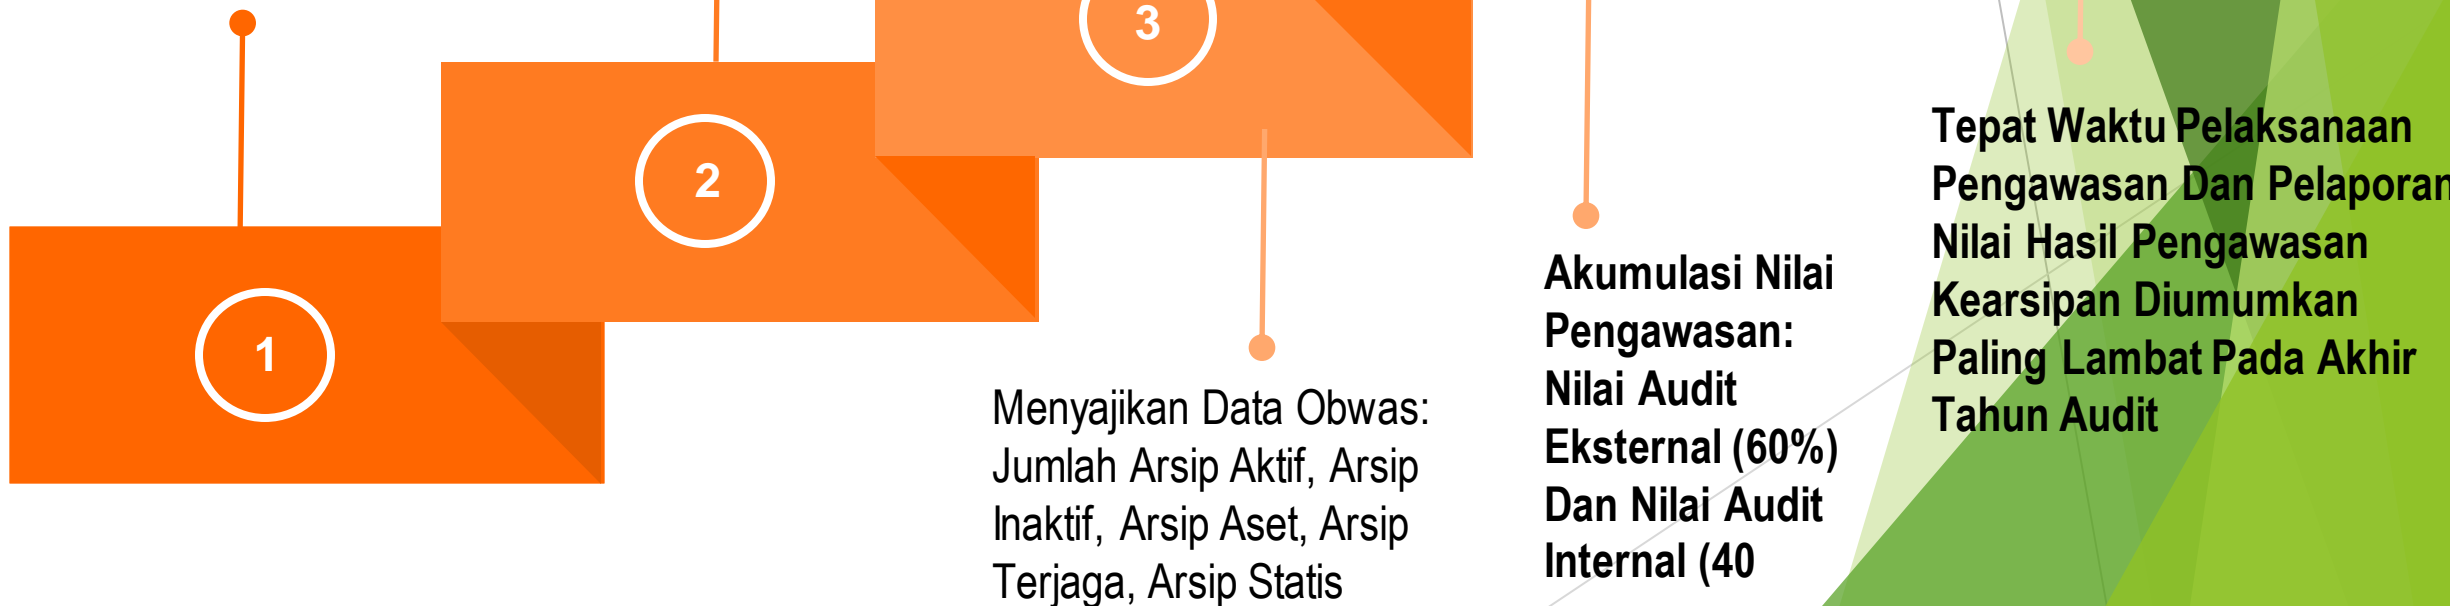 1
2
3
Menyajikan Data Obwas:
Jumlah Arsip Aktif, Arsip
Inaktif, Arsip Aset, Arsip
Terjaga, Arsip Statis
Akumulasi Nilai
Pengawasan:
Nilai Audit
Eksternal (60%)
Dan Nilai Audit
Internal (40
Tepat Waktu Pelaksanaan
Pengawasan Dan Pelaporan
Nilai Hasil Pengawasan
Kearsipan Diumumkan
Paling Lambat Pada Akhir
Tahun Audit